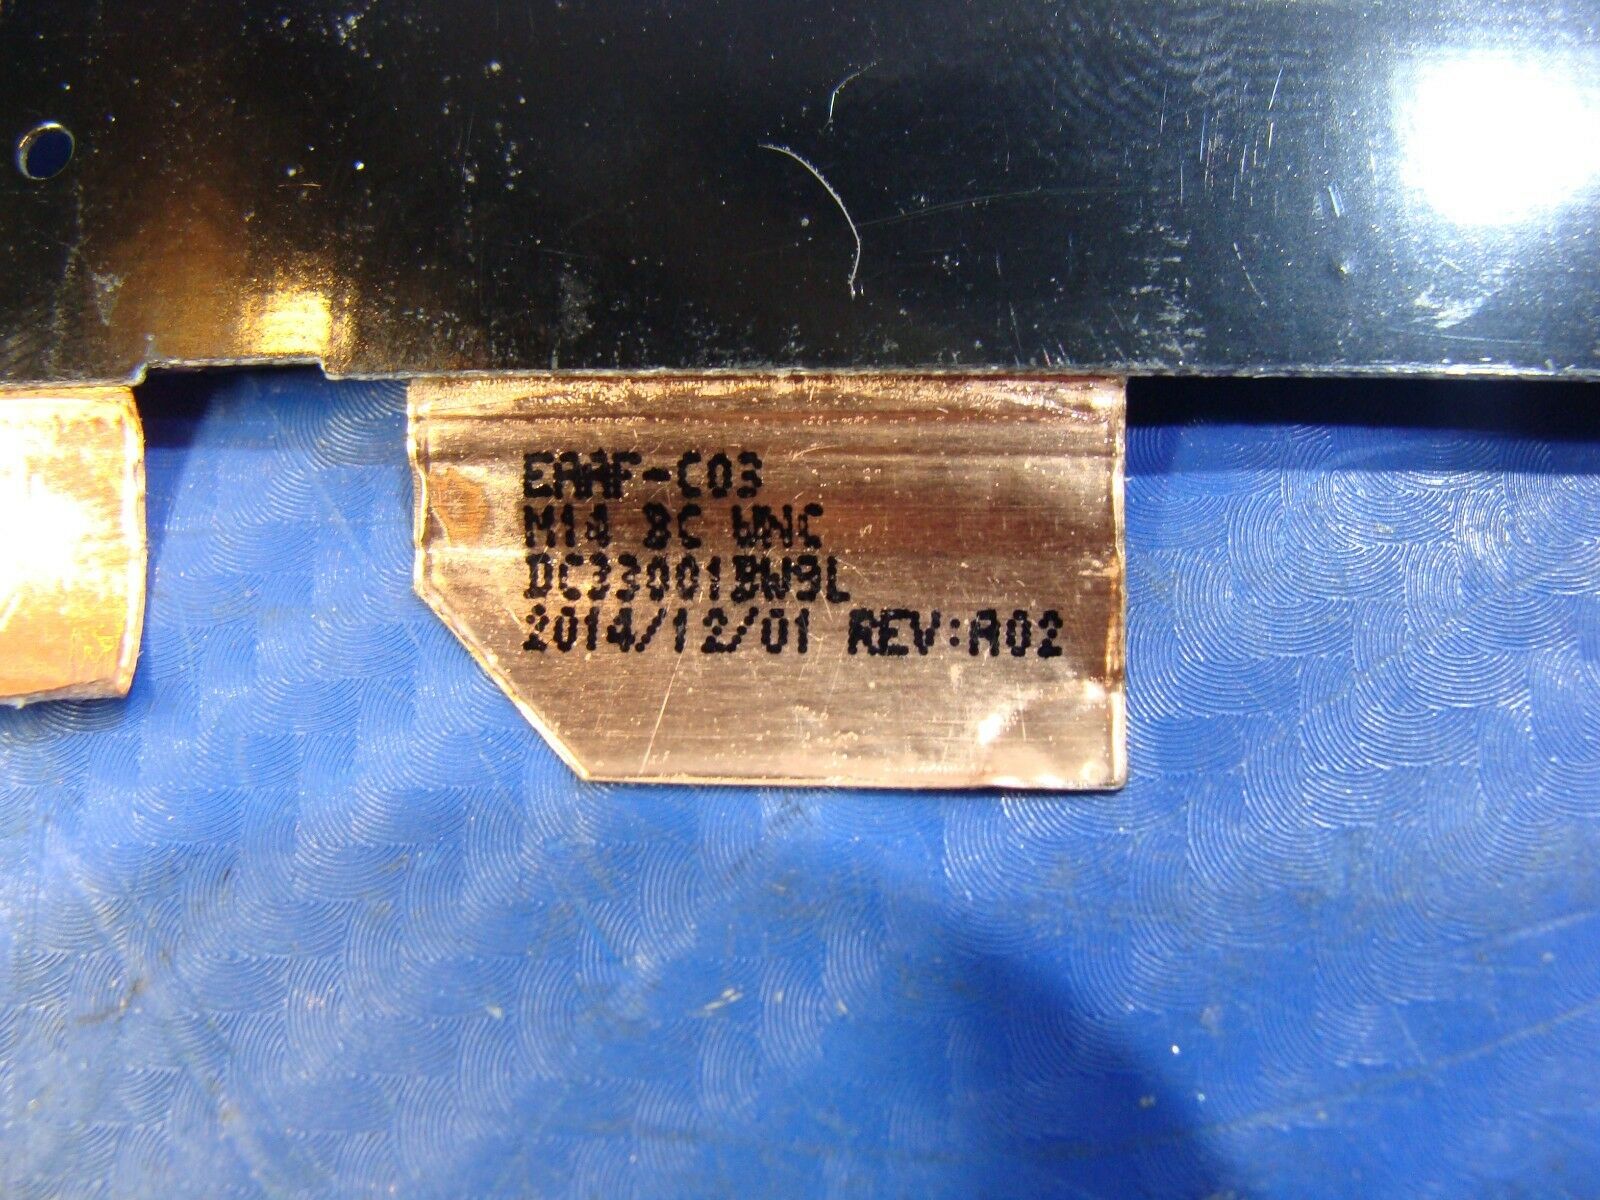 EAAF-C03
M14 BC WNC
DC33001BW9L
2014/12/01 REV:A02